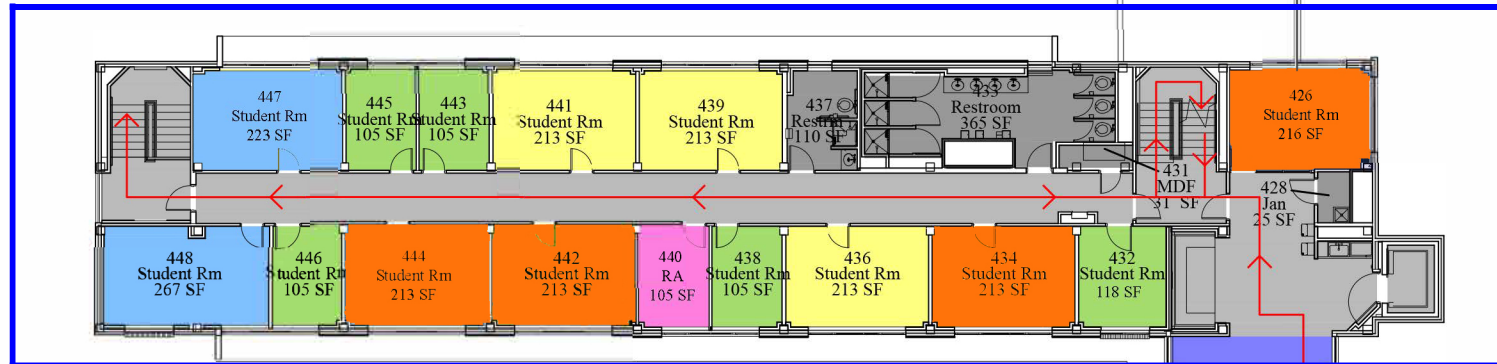 447
Student Rm
223 SF
445
Student Rm
105 SF
443
Student Rm
105 SF
441
Student Rm
213 SF
439
Student Rm
213 SF
437
Restrm
110 SF
433
Restroom
365 SF
431
MDF
31 SF
426
Student Rm
216 SF
428
Jan
25 SF
448
Student Rm
267 SF
446
Student Rm
105 SF
444
Student Rm
213 SF
442
Student Rm
213 SF
440
RA
105 SF
438
Student Rm
105 SF
436
Student Rm
213 SF
434
Student Rm
213 SF
432
Student Rm
118 SF